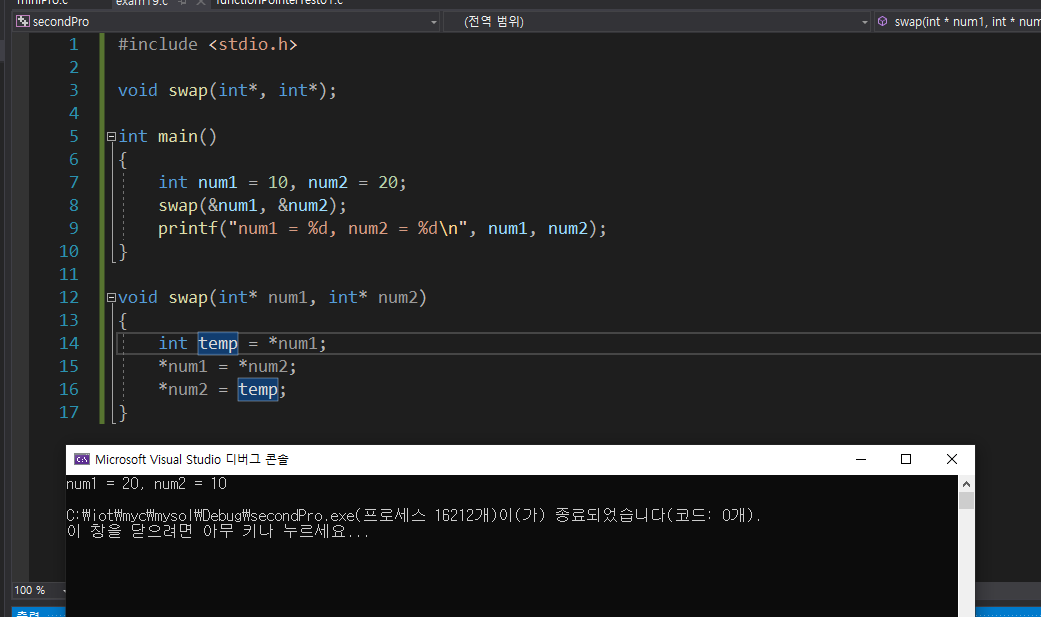 miniPro.c exam19.c functionPointerTest01.c
secondPro (전역 범위) swap(int * num1, int * num
1 #include <stdio.h>
2
3 void swap(int*, int*);
4
5 int main()
6 {
7 int num1 = 10, num2 = 20;
8 swap(&num1, &num2);
9 printf("num1 = %d, num2 = %d\n", num1, num2);
10 }
11
12 void swap(int* num1, int* num2)
13 {
14 int temp = *num1;
15 *num1 = *num2;
16 *num2 = temp;
17 }
Microsoft Visual Studio 디버그 콘솔
num1 = 20, num2 = 10
C:\iot\myc\mysol\Debug\secondPro.exe(프로세스 16212개)이(가) 종료되었습니다(코드: 0개).
이 창을 닫으려면 아무 키나 누르세요...
100 %
출력